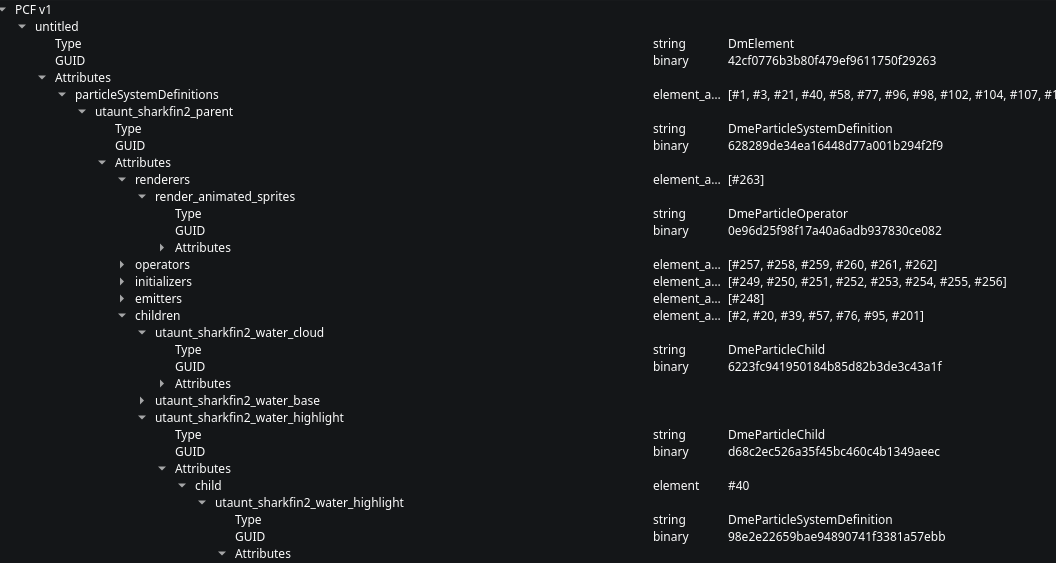 PCF v1
untitled
Type string DmElement
GUID binary 42cf0776b3b80f479ef9611750f29263
Attributes
particleSystemDefinitions element_a... [#1, #3, #21, #40, #58, #77, #96, #98, #102, #104, #107, #1
utaunt_sharkfin2_parent
Type string DmeParticleSystemDefinition
GUID binary 628289de34ea16448d77a001b294f2f9
Attributes
renderers element_a... [#263]
render_animated_sprites
Type string DmeParticleOperator
GUID binary 0e96d25f98f17a40a6adb937830ce082
Attributes
operators element_a... [#257, #258, #259, #260, #261, #262]
initializers element_a... [#249, #250, #251, #252, #253, #254, #255, #256]
emitters element_a... [#248]
children element_a... [#2, #20, #39, #57, #76, #95, #201]
utaunt_sharkfin2_water_cloud
Type string DmeParticleChild
GUID binary 6223fc941950184b85d82b3de3c43a1f
Attributes
utaunt_sharkfin2_water_base
utaunt_sharkfin2_water_highlight
Type string DmeParticleChild
GUID binary d68c2ec526a35f45bc460c4b1349aeec
Attributes
child element #40
utaunt_sharkfin2_water_highlight
Type string DmeParticleSystemDefinition
GUID binary 98e2e22659bae94890741f3381a57ebb
Attributes